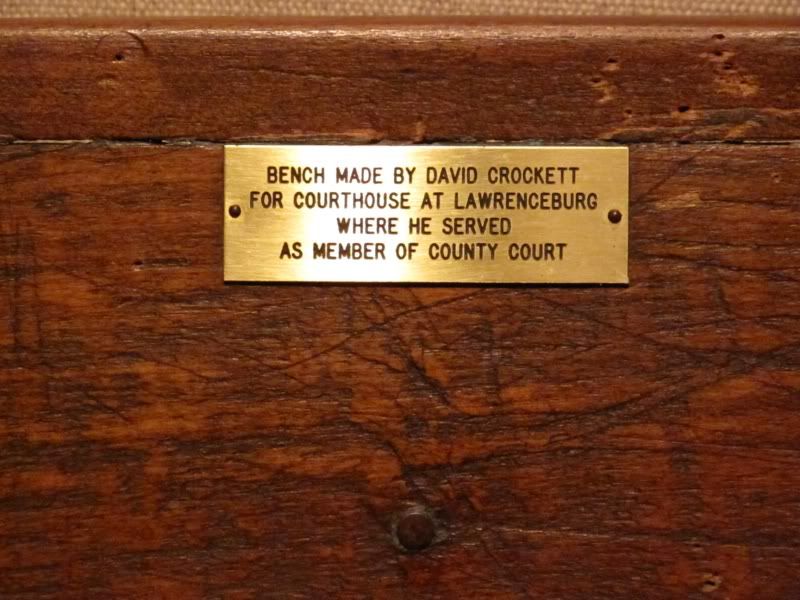 BENCH MADE BY DAVID CROCKETT
FOR COURTHOUSE AT LAWRENCEBURG
WHERE HE SERVED
AS MEMBER OF COUNTY COURT